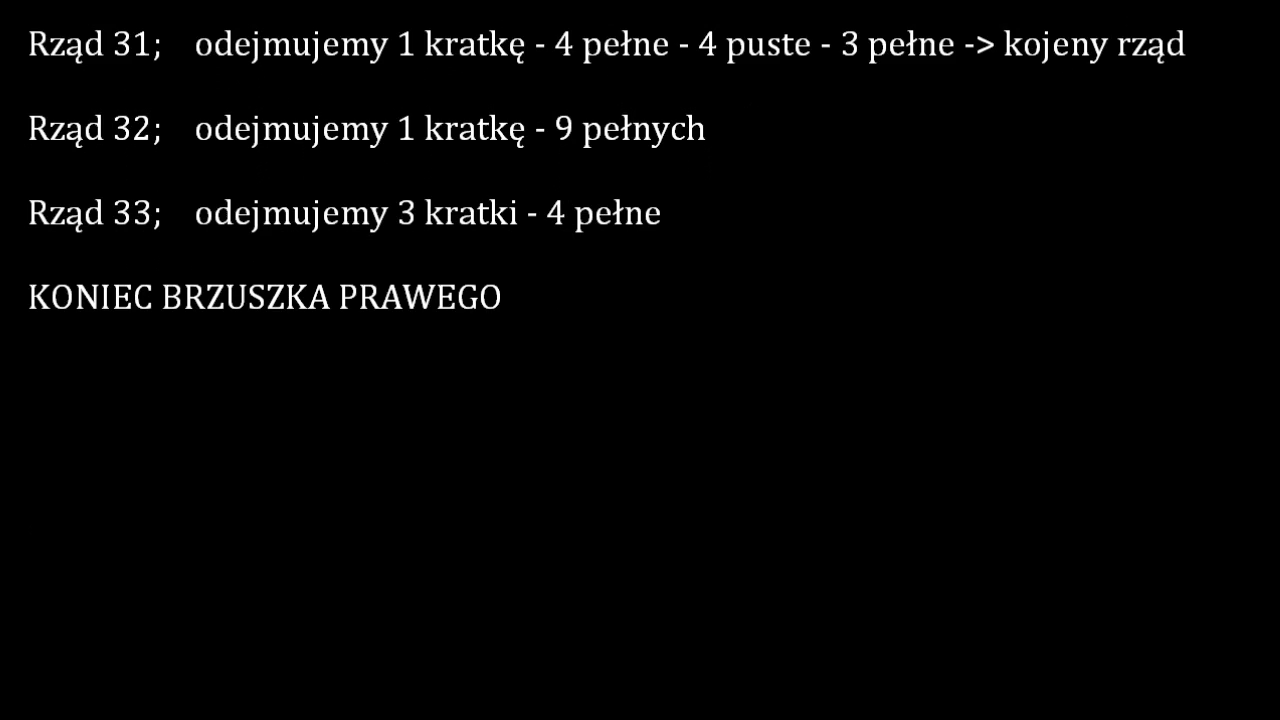 Rząd 31; odejmujemy 1 kratkę - 4 pełne - 4 puste - 3 pełne -> kojeny rząd
Rząd 32; odejmujemy 1 kratkę - 9 pełnych
Rząd 33; odejmujemy 3 kratki - 4 pełne
KONIEC BRZUSZKA PRAWEGO